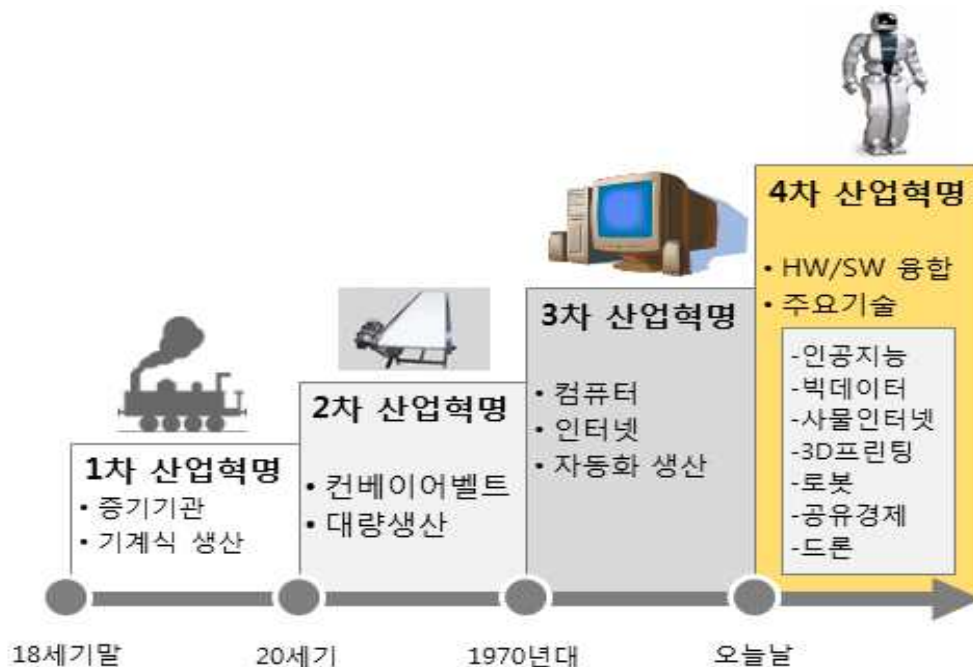 1차 산업혁명
• 증기기관
• 기계식 생산
2차 산업혁명
• 컨베이어벨트
• 대량생산
3차 산업혁명
• 컴퓨터
• 인터넷
• 자동화 생산
4차 산업혁명
• HW/SW 융합
• 주요기술
-인공지능
-빅데이터
-사물인터넷
-3D프린팅
-로봇
-공유경제
-드론
18세기말
20세기
1970년대
오늘날